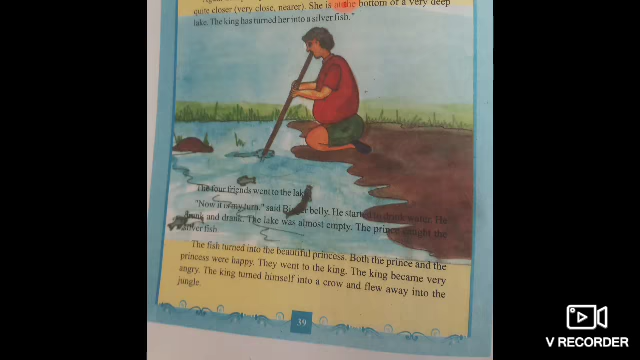 quite closer (very close, nearer). She is at the bottom of a very deep
lake. The king has turned her into a silver fish."
The four friends went to the lake
"Now it is my turn," said Bigger belly. He started to drink water. He
drank and drank. The lake was almost empty. The prince caught the
silver fish
The fish turned into the beautiful princess. Both the prince and the
princess were happy. They went to the king. The king became very
angry. The king turned himself into a crow and flew away into the
jungle.
39
V RECORDER